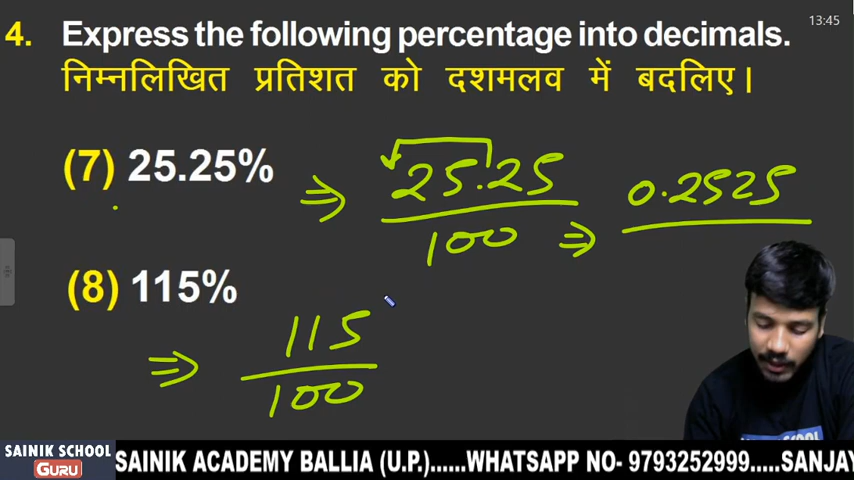 13:45
4. Express the following percentage into decimals.
निम्नलिखित प्रतिशत को दशमलव में बदलिए।
(7) 25.25% ⇒ 25.25/100 ⇒ 0.2525
(8) 115%
⇒ 115/100
SAINIK SCHOOL
GURU
SAINIK ACADEMY BALLIA (U.P.)......WHATSAPP NO- 9793252999.....SANJAY